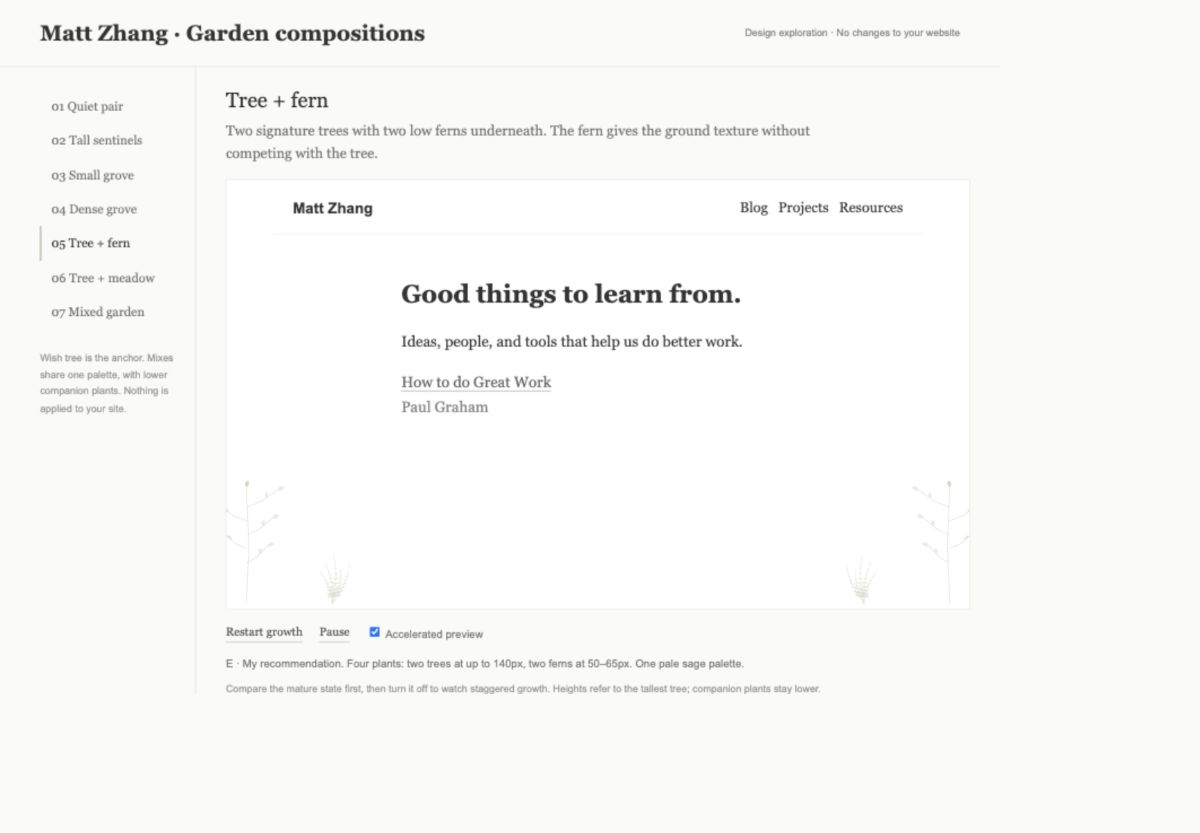 Matt Zhang · Garden compositions
Design exploration · No changes to your website
01 Quiet pair
02 Tall sentinels
03 Small grove
04 Dense grove
05 Tree + fern
06 Tree + meadow
07 Mixed garden
Wish tree is the anchor. Mixes
share one palette, with lower
companion plants. Nothing is
applied to your site.
Tree + fern
Two signature trees with two low ferns underneath. The fern gives the ground texture without
competing with the tree.
Matt Zhang
Blog Projects Resources
Good things to learn from.
Ideas, people, and tools that help us do better work.
How to do Great Work
Paul Graham
Restart growth Pause Accelerated preview
E · My recommendation. Four plants: two trees at up to 140px, two ferns at 50–65px. One pale sage palette.
Compare the mature state first, then turn it off to watch staggered growth. Heights refer to the tallest tree; companion plants stay lower.